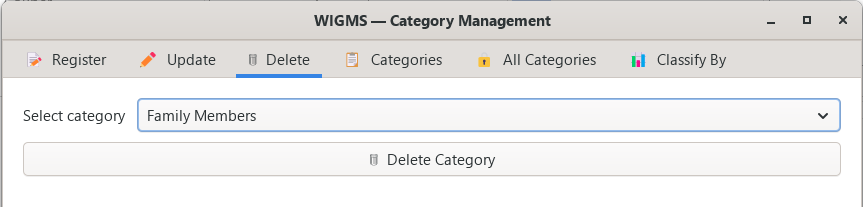 WIGMS — Category Management
Register Update Delete Categories All Categories Classify By
Select category Family Members
Delete Category